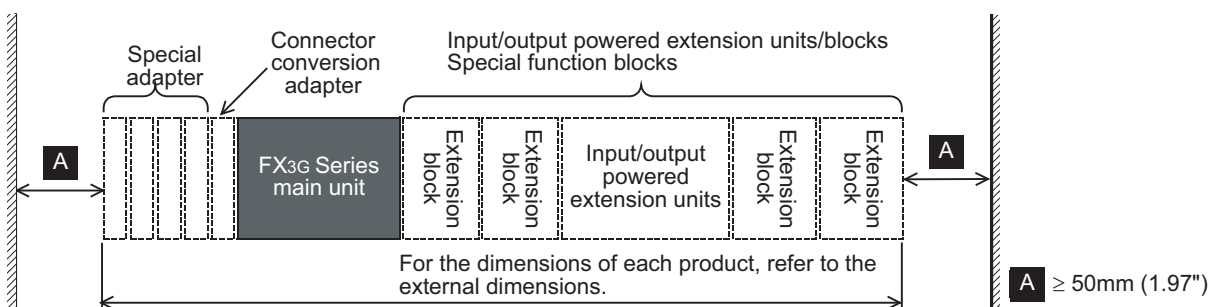 Special
adapter
Connector
conversion
adapter
Input/output powered extension units/blocks
Special function blocks
A
FX3G Series
main unit
Extension
block
Extension
block
Input/output
powered
extension units
Extension
block
Extension
block
A
For the dimensions of each product, refer to the
external dimensions.
A ≥ 50mm (1.97")